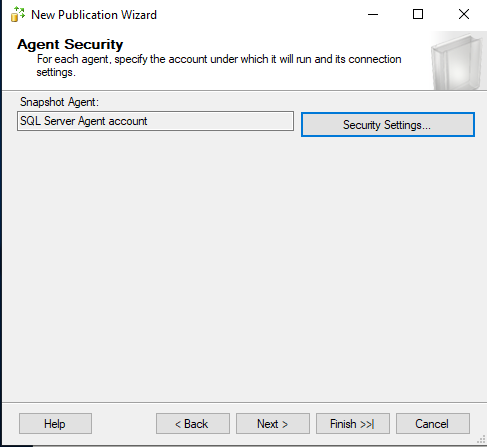 New Publication Wizard
Agent Security
For each agent, specify the account under which it will run and its connection
settings.
Snapshot Agent:
SQL Server Agent account
Security Settings...
Help
< Back
Next >
Finish >>|
Cancel